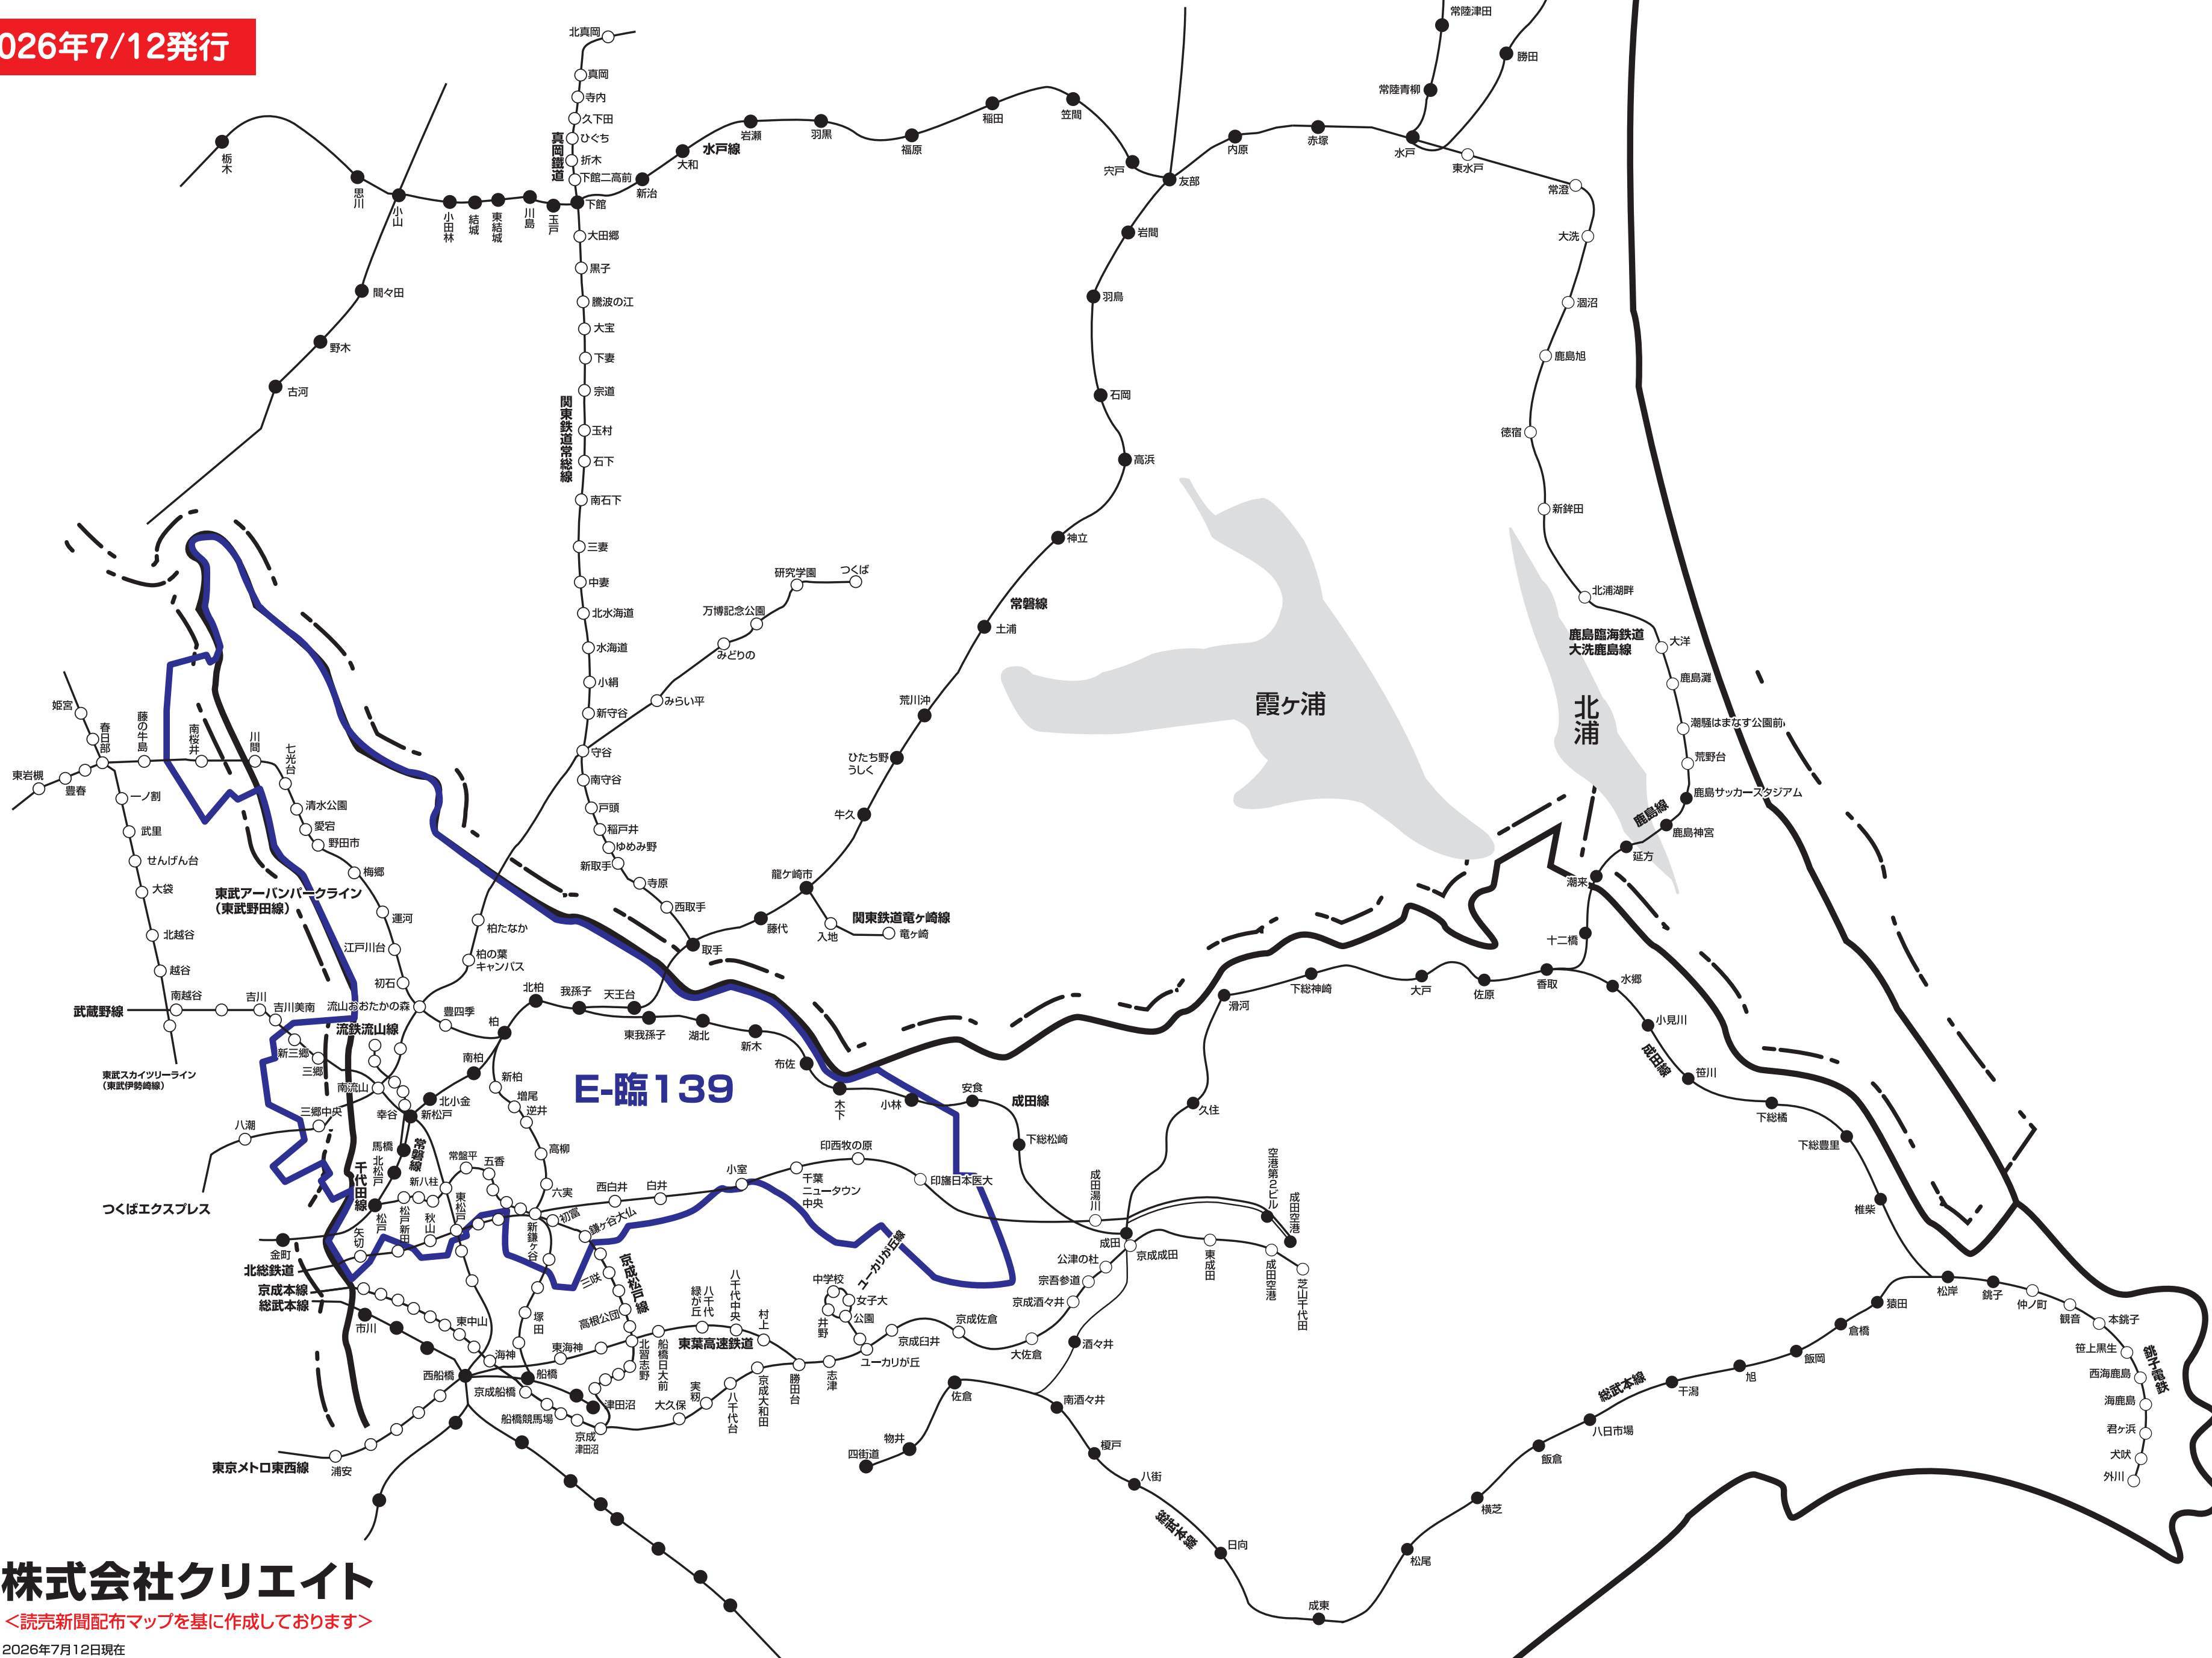 026年7/12発行
北真岡
真岡
寺内
久下田
ひぐち
折木
下館二高前
真岡鐵道
水戸線
栃木
思川
小山
小田林
結城
東結城
川島
玉戸
下館
新治
大和
岩瀬
羽黒
福原
稲田
笠間
宍戸
友部
内原
赤塚
水戸
常陸青柳
常陸津田
勝田
東水戸
常澄
大洗
涸沼
鹿島旭
徳宿
新鉾田
北浦湖畔
大洋
鹿島灘
潮騒はまなす公園前
荒野台
鹿島サッカースタジアム
鹿島神宮
延方
潮来
十二橋
鹿島臨海鉄道
大洗鹿島線
鹿島線
霞ヶ浦
北浦
間々田
野木
古河
大田郷
黒子
騰波の江
大宝
下妻
宗道
玉村
石下
南石下
三妻
中妻
北水海道
水海道
小絹
新守谷
守谷
南守谷
戸頭
稲戸井
ゆめみ野
新取手
寺原
西取手
取手
関東鉄道常総線
岩間
羽鳥
石岡
高浜
神立
土浦
常磐線
荒川沖
ひたち野
うしく
牛久
龍ケ崎市
藤代
入地
竜ヶ崎
関東鉄道竜ヶ崎線
つくば
研究学園
万博記念公園
みどりの
みらい平
柏たなか
柏の葉
キャンパス
姫宮
春日部
藤の牛島
南桜井
川間
七光台
清水公園
愛宕
野田市
梅郷
運河
江戸川台
初石
流山おおたかの森
豊四季
柏
東岩槻
豊春
一ノ割
武里
せんげん台
大袋
北越谷
越谷
東武アーバンパークライン
（東武野田線）
武蔵野線
南越谷
吉川
吉川美南
新三郷
三郷
南流山
流鉄流山線
東武スカイツリーライン
（東武伊勢崎線）
八潮
三郷中央
つくばエクスプレス
幸谷
新松戸
北小金
南柏
北柏
我孫子
天王台
東我孫子
湖北
新木
布佐
木下
小林
安食
成田線
下総松崎
新柏
増尾
逆井
高柳
六実
E-臨139
馬橋
北松戸
常磐線
千代田線
松戸
金町
新八柱
常盤平
五香
松戸新田
秋山
東松戸
矢切
北総鉄道
京成本線
総武本線
市川
新鎌ヶ谷
初富
鎌ヶ谷大仏
西白井
白井
小室
千葉
ニュータウン
中央
印西牧の原
印旛日本医大
成田湯川
空港第2ビル
成田空港
成田
京成成田
東成田
成田空港
芝山千代田
公津の杜
宗吾参道
京成酒々井
大佐倉
京成佐倉
京成臼井
ユーカリが丘
ユーカリが丘線
中学校
女子大
公園
井野
志津
勝田台
京成大和田
八千代台
実籾
大久保
京成
津田沼
津田沼
船橋競馬場
京成船橋
船橋
海神
東海神
東中山
西船橋
塚田
三咲
高根公団
京成松戸線
北習志野
船橋日大前
八千代
緑が丘
八千代中央
村上
東葉高速鉄道
東京メトロ東西線
浦安
滑河
久住
下総神崎
大戸
佐原
香取
水郷
小見川
成田線
笹川
下総橘
下総豊里
椎柴
松岸
銚子
仲ノ町
観音
本銚子
笹上黒生
西海鹿島
海鹿島
君ヶ浜
犬吠
外川
銚子電鉄
猿田
倉橋
飯岡
旭
干潟
総武本線
八日市場
飯倉
横芝
松尾
成東
日向
総武本線
八街
榎戸
南酒々井
酒々井
佐倉
物井
四街道
株式会社クリエイト
＜読売新聞配布マップを基に作成しております＞
2026年7月12日現在